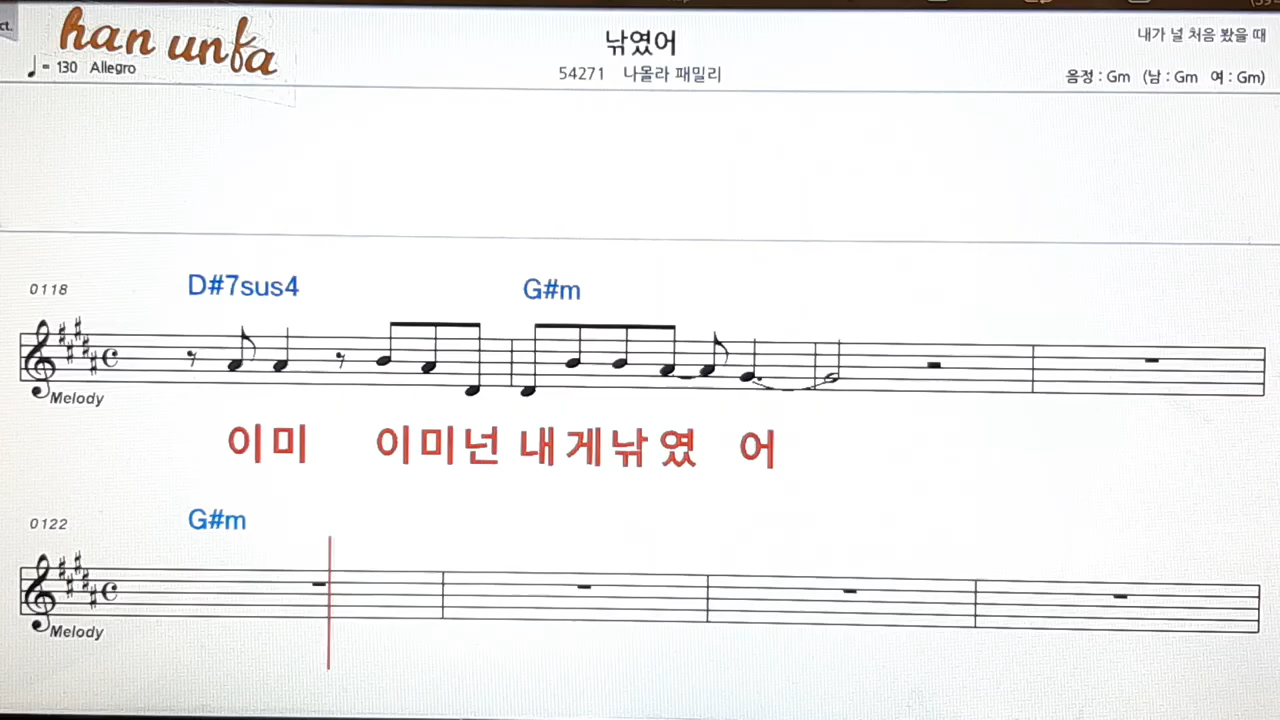 ct.
han unfa
♩= 130 Allegro
낚였어
54271 나몰라 패밀리
내가 널 처음 봤을 때
음정 : Gm (남 : Gm 여 : Gm)
0118
D#7sus4 G#m
Melody
이미 이미넌 내게낚였 어
0122
G#m
Melody